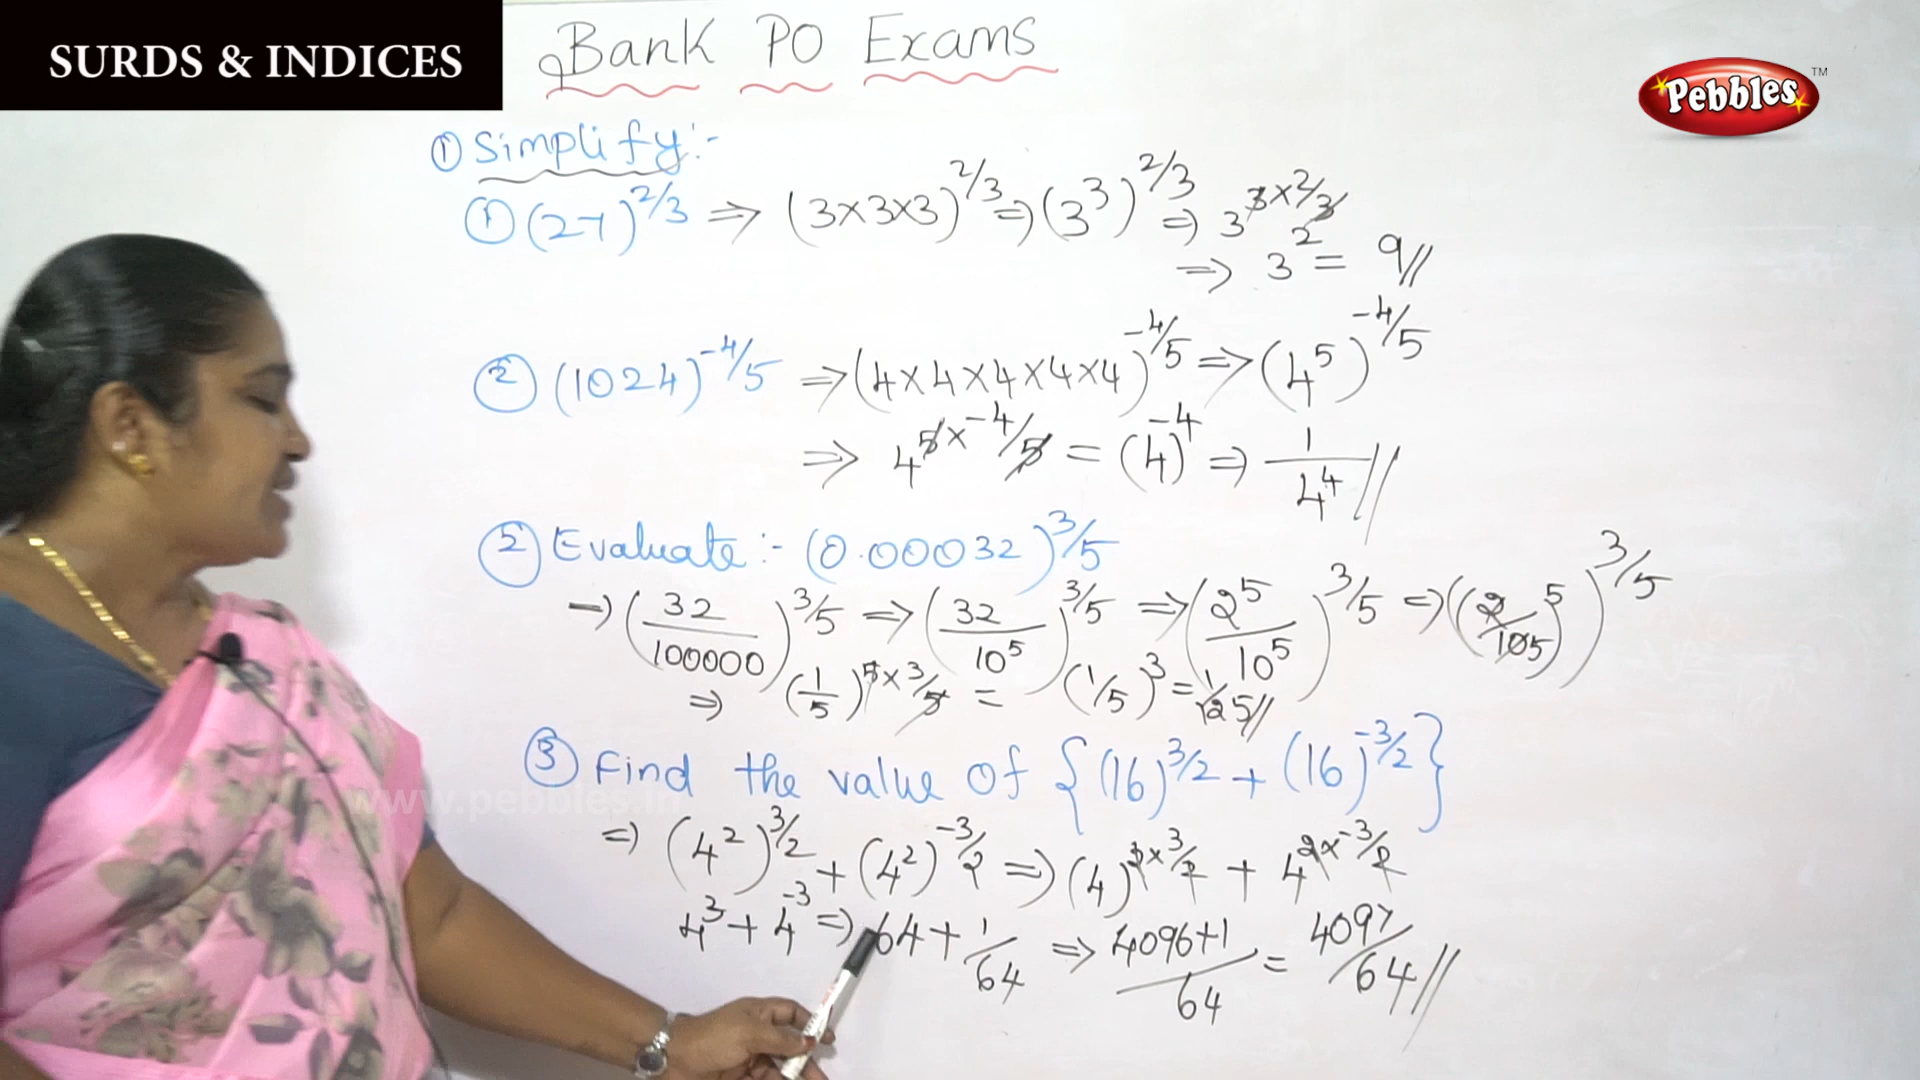 SURDS & INDICES
Bank PO Exams
Pebbles TM
① Simplify:-
① (27)^2/3 ⇒ (3×3×3)^2/3 ⇒ (3^3)^2/3 ⇒ 3^3×2/3
⇒ 3^2 = 9//
② (1024)^-4/5 ⇒ (4×4×4×4×4)^-4/5 ⇒ (4^5)^-4/5
⇒ 4^5×-4/5 = (4)^-4 ⇒ 1/4^4//
② Evaluate:- (0.00032)^3/5
⇒ (32/100000)^3/5 ⇒ (32/10^5)^3/5 ⇒ (2^5/10^5)^3/5 ⇒ ((2/105)^5)^3/5
⇒ (1/5)^5×3/5 = (1/5)^3 = 1/125//
③ Find the value of {(16)^3/2 + (16)^-3/2}
www.pebbles.in
⇒ (4^2)^3/2 + (4^2)^-3/2 ⇒ (4)^2×3/2 + 4^2×-3/2
4^3 + 4^-3 ⇒ 64 + 1/64 ⇒ 4096+1/64 = 4097/64//